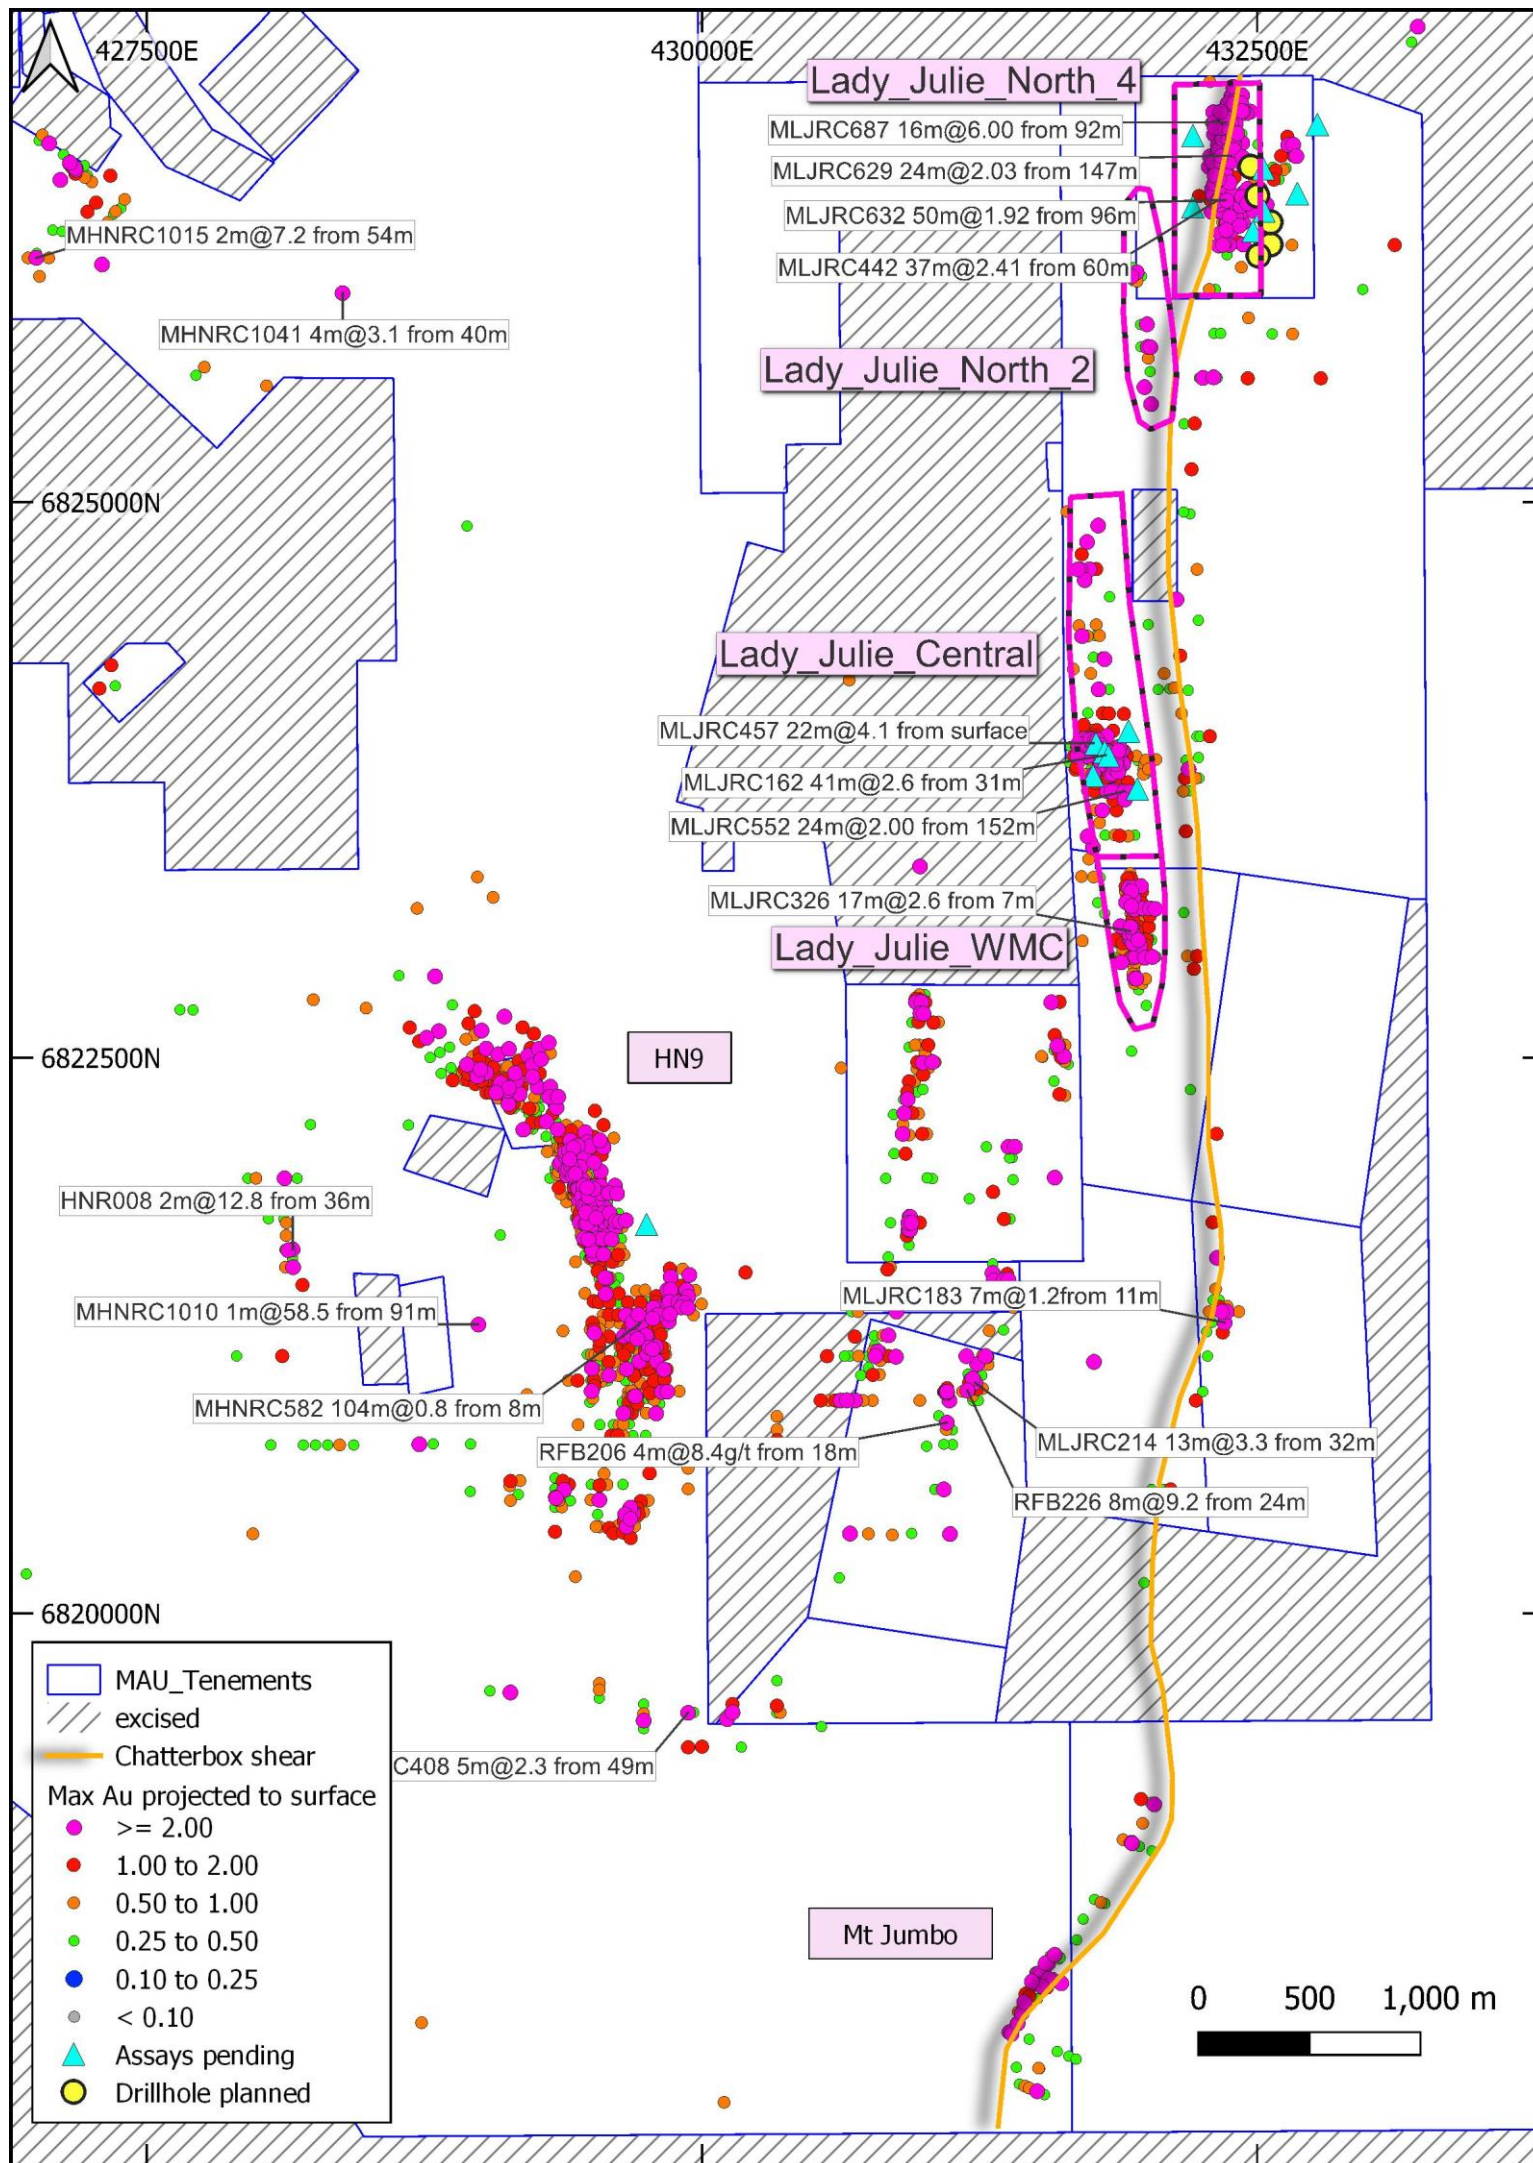 427500E
430000E
432500E
Lady_Julie_North_4
MLJRC687 16m@6.00 from 92m
MLJRC629 24m@2.03 from 147m
MLJRC632 50m@1.92 from 96m
MHNRC1015 2m@7.2 from 54m
MLJRC442 37m@2.41 from 60m
MHNRC1041 4m@3.1 from 40m
Lady_Julie_North_2
6825000N
Lady_Julie_Central
MLJRC457 22m@4.1 from surface
MLJRC162 41m@2.6 from 31m
MLJRC552 24m@2.00 from 152m
MLJRC326 17m@2.6 from 7m
Lady_Julie_WMC
6822500N
HN9
HNR008 2m@12.8 from 36m
MLJRC183 7m@1.2from 11m
MHNRC1010 1m@58.5 from 91m
MHNRC582 104m@0.8 from 8m
RFB206 4m@8.4g/t from 18m
MLJRC214 13m@3.3 from 32m
RFB226 8m@9.2 from 24m
6820000N
MAU_Tenements
excised
Chatterbox shear
C408 5m@2.3 from 49m
Max Au projected to surface
>= 2.00
1.00 to 2.00
0.50 to 1.00
0.25 to 0.50
0.10 to 0.25
< 0.10
Assays pending
Drillhole planned
Mt Jumbo
0 500 1,000 m